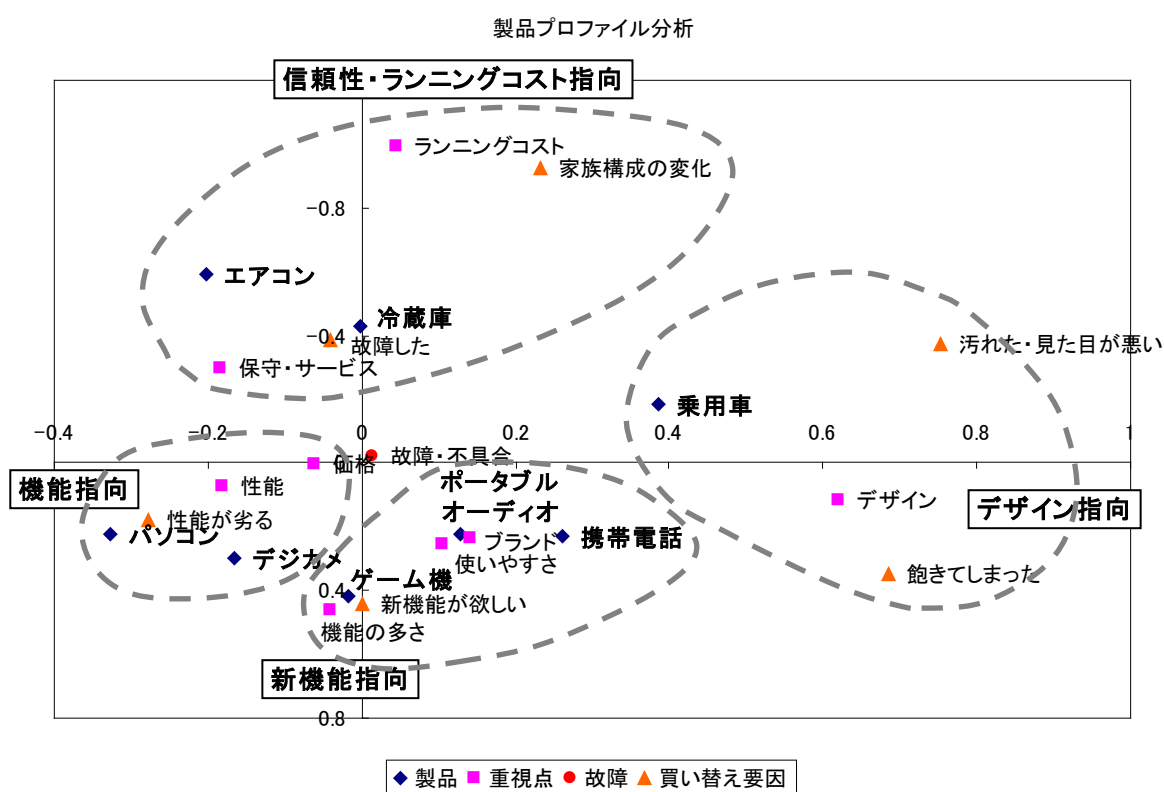 製品プロファイル分析
信頼性・ランニングコスト指向
ランニングコスト
家族構成の変化
-0.8
エアコン
冷蔵庫
-0.4
故障した
汚れた・見た目が悪い
保守・サービス
乗用車
-0.4
-0.2
0
0.2
0.4
0.6
0.8
1
0
価格
故障・不具合
機能指向
性能
ポータブル
オーディオ
デザイン
デザイン指向
性能が劣る
パソコン
ブランド
携帯電話
デジカメ
使いやすさ
ゲーム機
飽きてしまった
0.4
新機能が欲しい
機能の多さ
新機能指向
0.8
製品 重視点 故障 買い替え要因